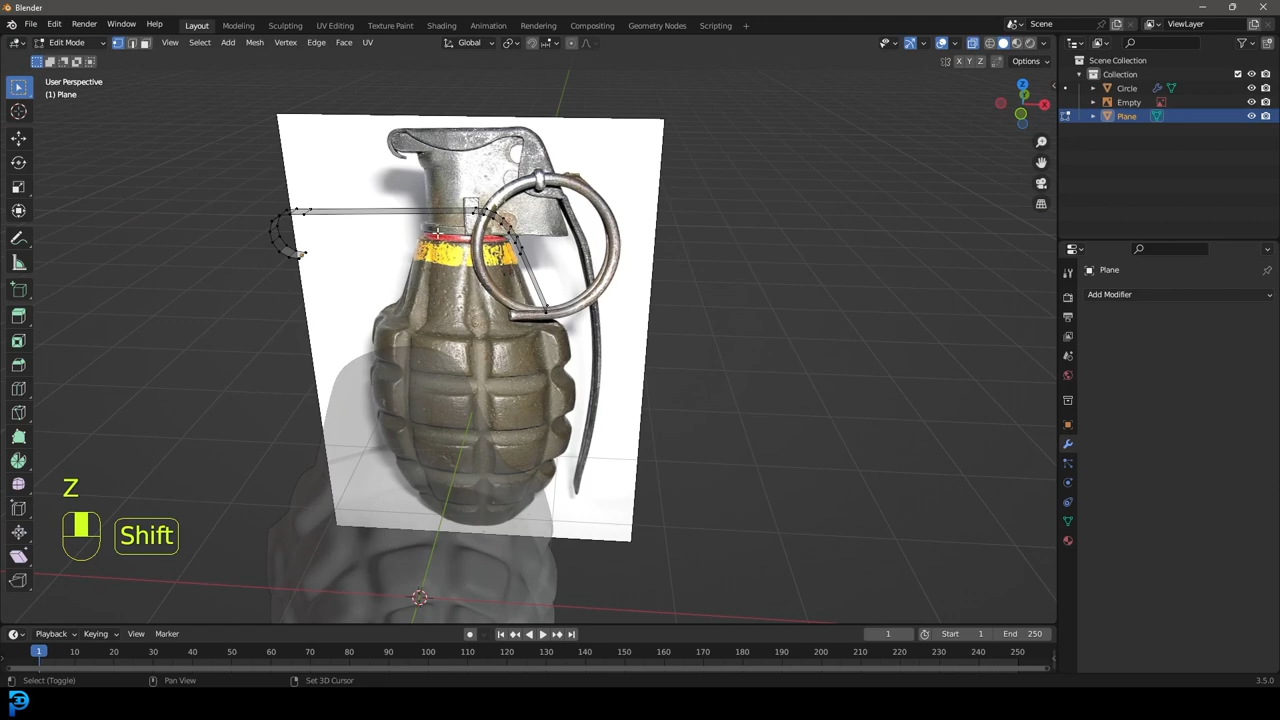 Blender
File Edit Render Window Help Layout Modeling Sculpting UV Editing Texture Paint Shading Animation Rendering Compositing Geometry Nodes Scripting + Scene ViewLayer
Edit Mode View Select Add Mesh Vertex Edge Face UV Global
X Y Z Options
User Perspective
(1) Plane
Scene Collection
Collection
Circle
Empty
Plane
Z
X
Plane
Add Modifier
Z
Shift
Playback Keying View Marker 1 Start 1 End 250
1 10 20 30 40 50 60 70 80 90 100 110 120 130 140 150 160 170 180 190 200 210 220 230 240 250
Select (Toggle) Pan View Set 3D Cursor 3.5.0